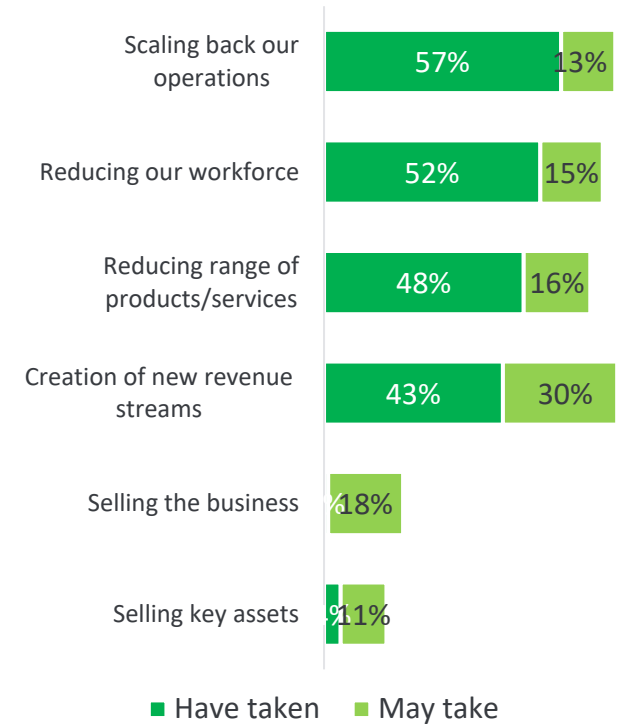 Scaling back our
operations
57%
13%
Reducing our workforce
52%
15%
Reducing range of
products/services
48%
16%
Creation of new revenue
streams
43%
30%
Selling the business
18%
Selling key assets
11%
Have taken
May take